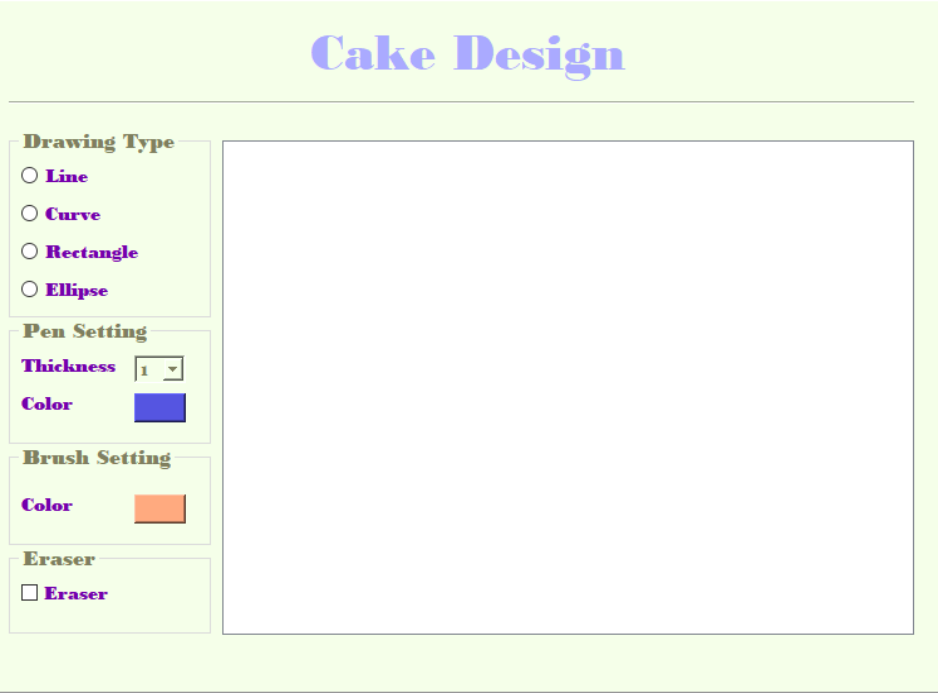 Cake Design
Drawing Type
Line
Curve
Rectangle
Ellipse
Pen Setting
Thickness 1
Color
Brush Setting
Color
Eraser
Eraser